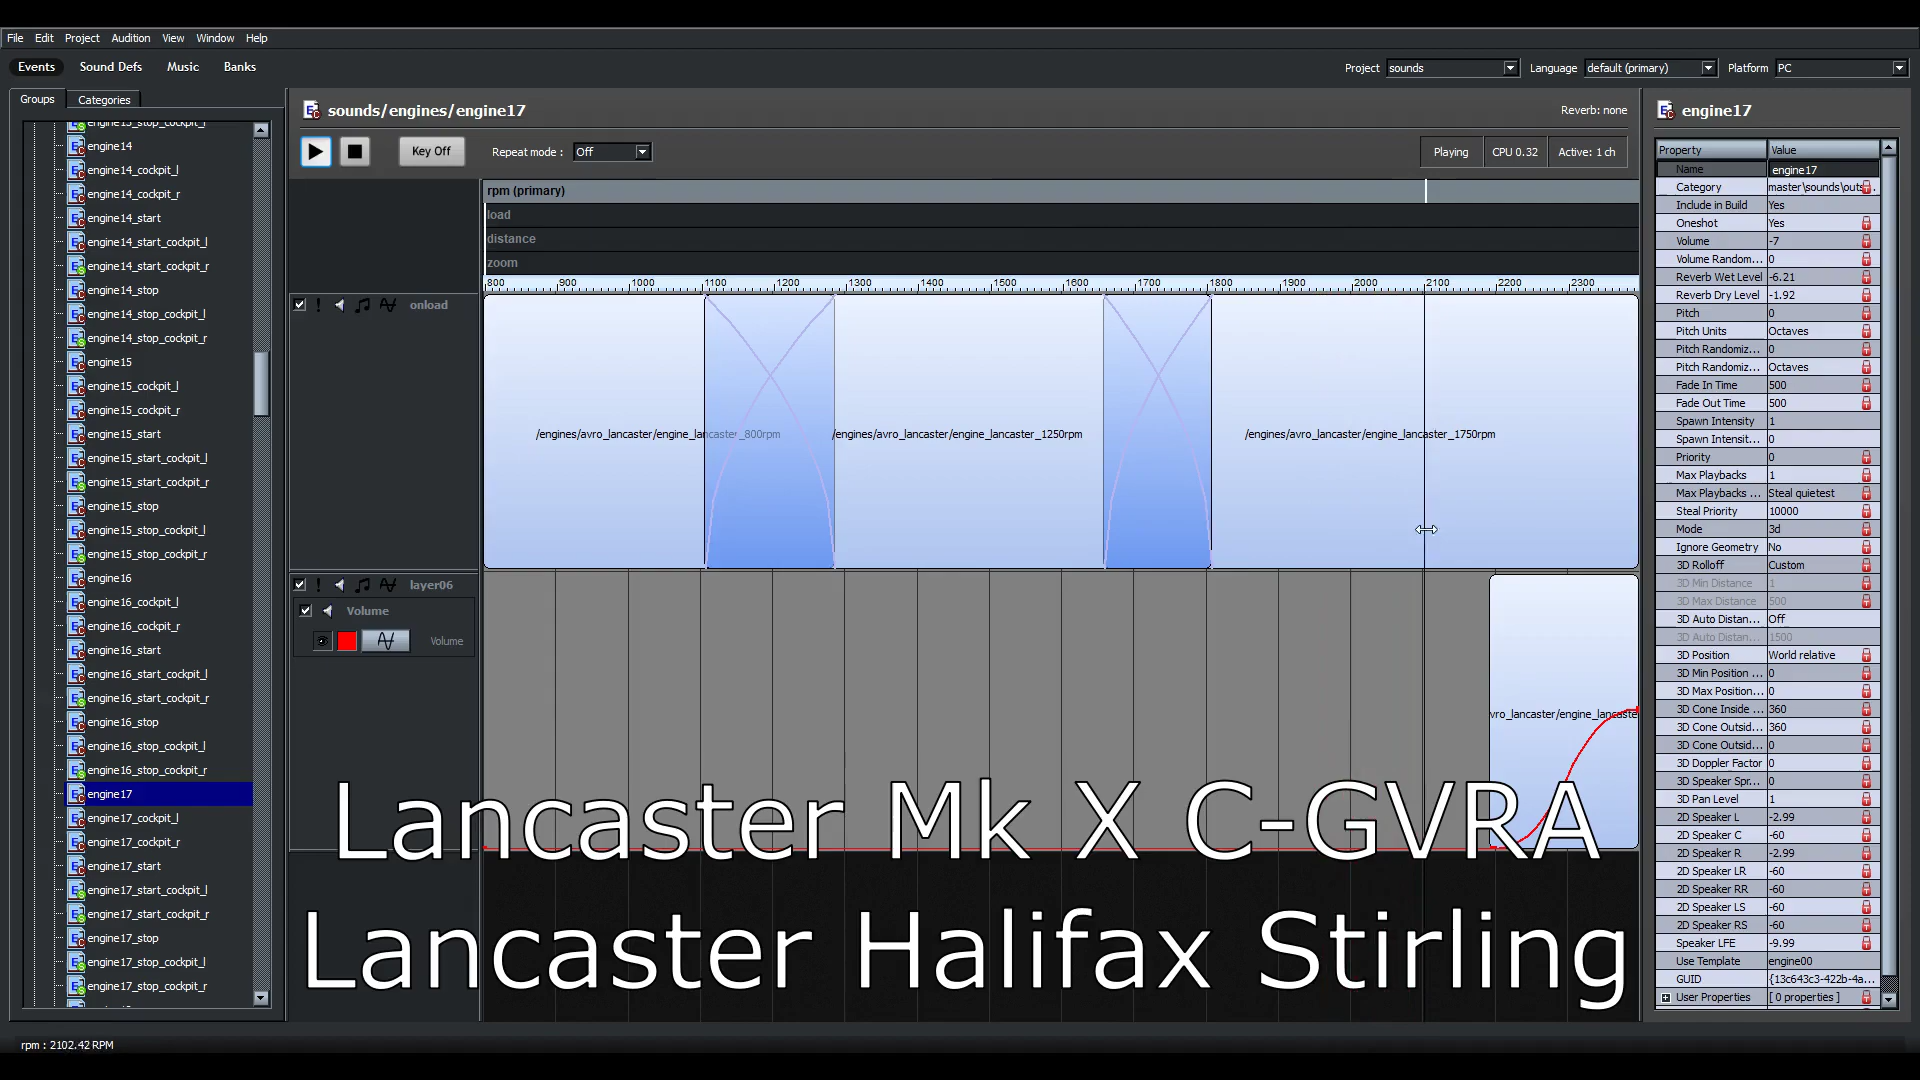 File Edit Project Audition View Window Help
Events Sound Defs Music Banks
Project sounds Language default (primary) Platform PC
Groups Categories
engine13_stop_cockpit_l
engine14
engine14_cockpit_l
engine14_cockpit_r
engine14_start
engine14_start_cockpit_l
engine14_start_cockpit_r
engine14_stop
engine14_stop_cockpit_l
engine14_stop_cockpit_r
engine15
engine15_cockpit_l
engine15_cockpit_r
engine15_start
engine15_start_cockpit_l
engine15_start_cockpit_r
engine15_stop
engine15_stop_cockpit_l
engine15_stop_cockpit_r
engine16
engine16_cockpit_l
engine16_cockpit_r
engine16_start
engine16_start_cockpit_l
engine16_start_cockpit_r
engine16_stop
engine16_stop_cockpit_l
engine16_stop_cockpit_r
engine17
engine17_cockpit_l
engine17_cockpit_r
engine17_start
engine17_start_cockpit_l
engine17_start_cockpit_r
engine17_stop
engine17_stop_cockpit_l
engine17_stop_cockpit_r
sounds/engines/engine17 Reverb: none
Key Off Repeat mode : Off Playing CPU 0.32 Active: 1 ch
rpm (primary)
load
distance
zoom
800 900 1000 1100 1200 1300 1400 1500 1600 1700 1800 1900 2000 2100 2200 2300
onload
/engines/avro_lancaster/engine_lancaster_800rpm /engines/avro_lancaster/engine_lancaster_1250rpm /engines/avro_lancaster/engine_lancaster_1750rpm
layer06
Volume
Volume
vro_lancaster/engine_lancaste
Lancaster Mk X C-GVRA
Lancaster Halifax Stirling
engine17
Property Value
Name engine17
Category master\sounds\outs...
Include in Build Yes
Oneshot Yes
Volume -7
Volume Random... 0
Reverb Wet Level -6.21
Reverb Dry Level -1.92
Pitch 0
Pitch Units Octaves
Pitch Randomiz... 0
Pitch Randomiz... Octaves
Fade In Time 500
Fade Out Time 500
Spawn Intensity 1
Spawn Intensit... 0
Priority 0
Max Playbacks 1
Max Playbacks ... Steal quietest
Steal Priority 10000
Mode 3d
Ignore Geometry No
3D Rolloff Custom
3D Min Distance 1
3D Max Distance 500
3D Auto Distan... Off
3D Auto Distan... 1500
3D Position World relative
3D Min Position ... 0
3D Max Position... 0
3D Cone Inside ... 360
3D Cone Outsid... 360
3D Cone Outsid... 0
3D Doppler Factor 0
3D Speaker Spr... 0
3D Pan Level 1
2D Speaker L -2.99
2D Speaker C -60
2D Speaker R -2.99
2D Speaker LR -60
2D Speaker RR -60
2D Speaker LS -60
2D Speaker RS -60
Speaker LFE -9.99
Use Template engine00
GUID {13c643c3-422b-4a...
User Properties [ 0 properties ]
rpm : 2102.42 RPM